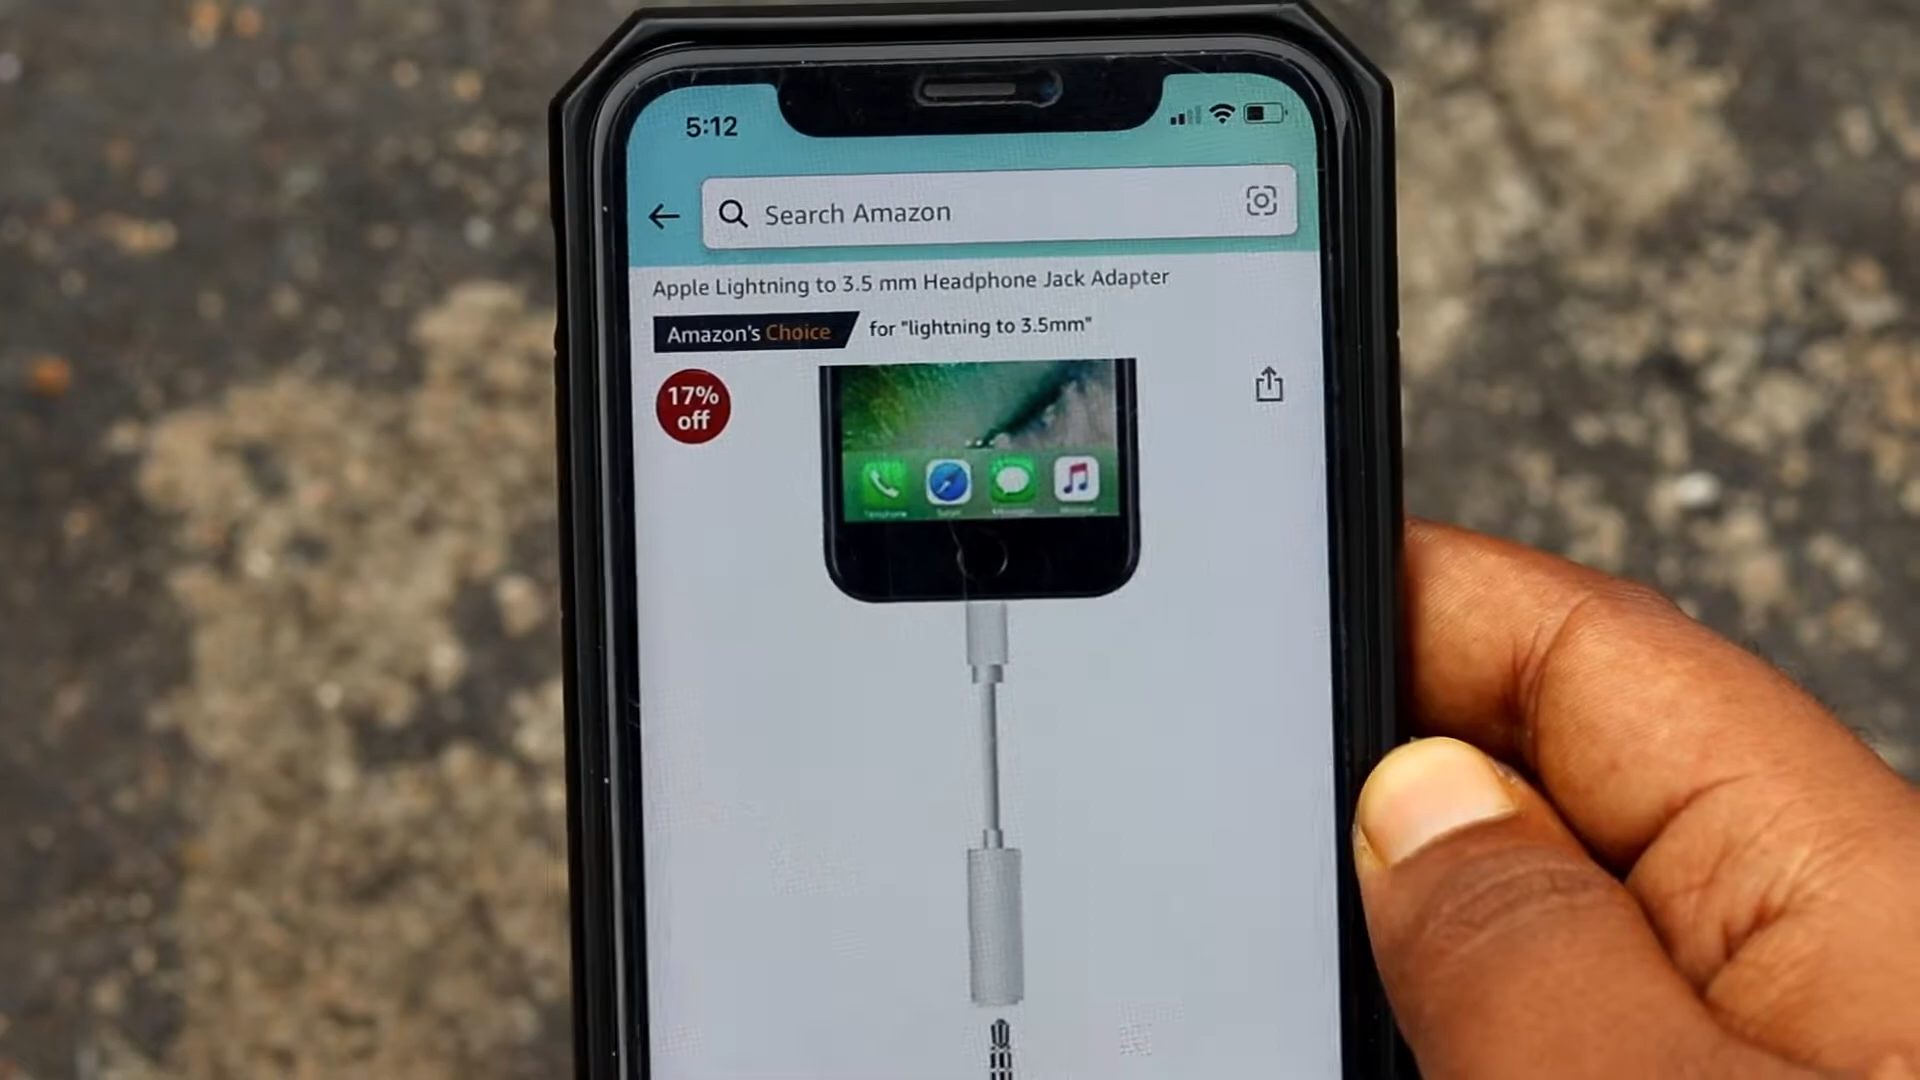 5:12
Search Amazon
Apple Lightning to 3.5 mm Headphone Jack Adapter
Amazon's Choice for "lightning to 3.5mm"
17%
off